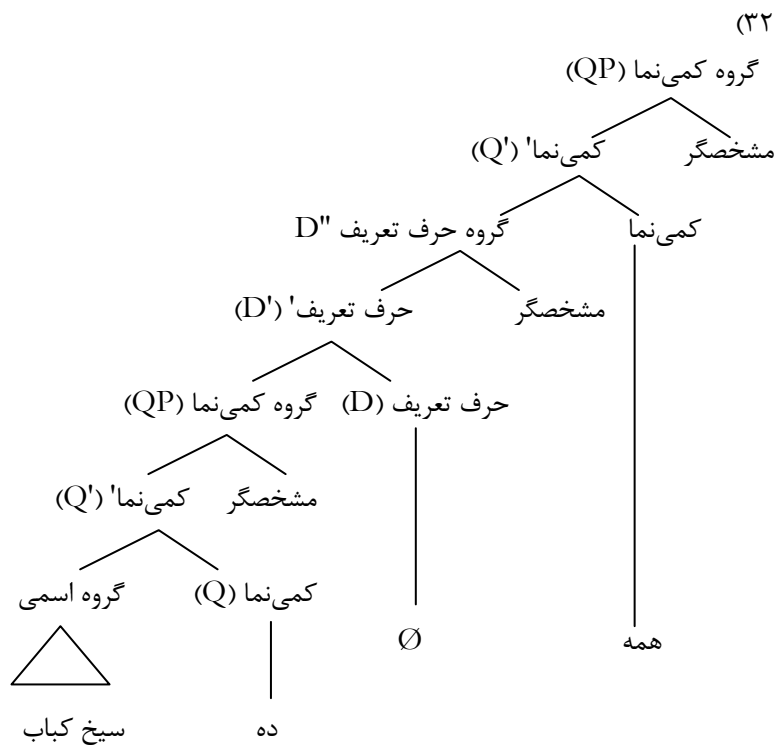 ۳۲)
گروه کمی‌نما (QP)
مشخصگر کمی‌نما' (Q')
کمی‌نما گروه حرف تعریف D"
مشخصگر حرف تعریف' (D')
حرف تعریف (D) گروه کمی‌نما (QP)
مشخصگر کمی‌نما' (Q')
کمی‌نما (Q) گروه اسمی
همه Ø
ده سیخ کباب